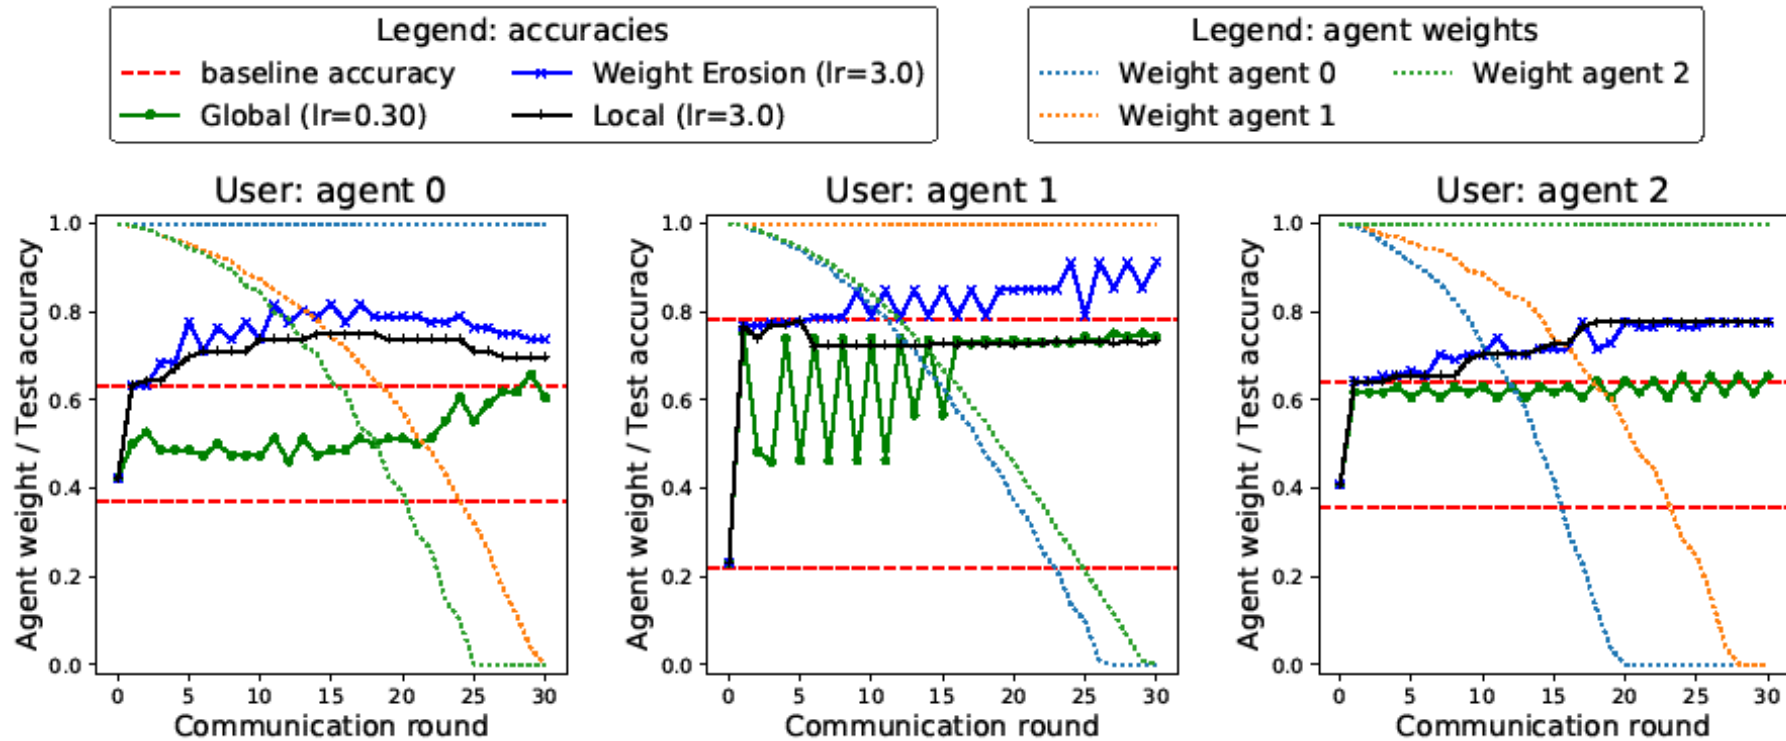 Legend: accuracies
baseline accuracy
Weight Erosion (lr=3.0)
Global (lr=0.30)
Local (lr=3.0)
Legend: agent weights
Weight agent 0
Weight agent 2
Weight agent 1
User: agent 0
Agent weight / Test accuracy
1.0
0.8
0.6
0.4
0.2
0.0
0 5 10 15 20 25 30
Communication round
User: agent 1
Agent weight / Test accuracy
1.0
0.8
0.6
0.4
0.2
0.0
0 5 10 15 20 25 30
Communication round
User: agent 2
Agent weight / Test accuracy
1.0
0.8
0.6
0.4
0.2
0.0
0 5 10 15 20 25 30
Communication round